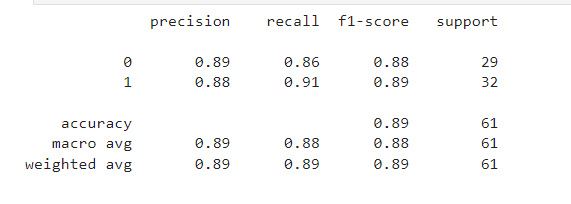 precision recall f1-score support
0 0.89 0.86 0.88 29
1 0.88 0.91 0.89 32
accuracy 0.89 61
macro avg 0.89 0.88 0.88 61
weighted avg 0.89 0.89 0.89 61